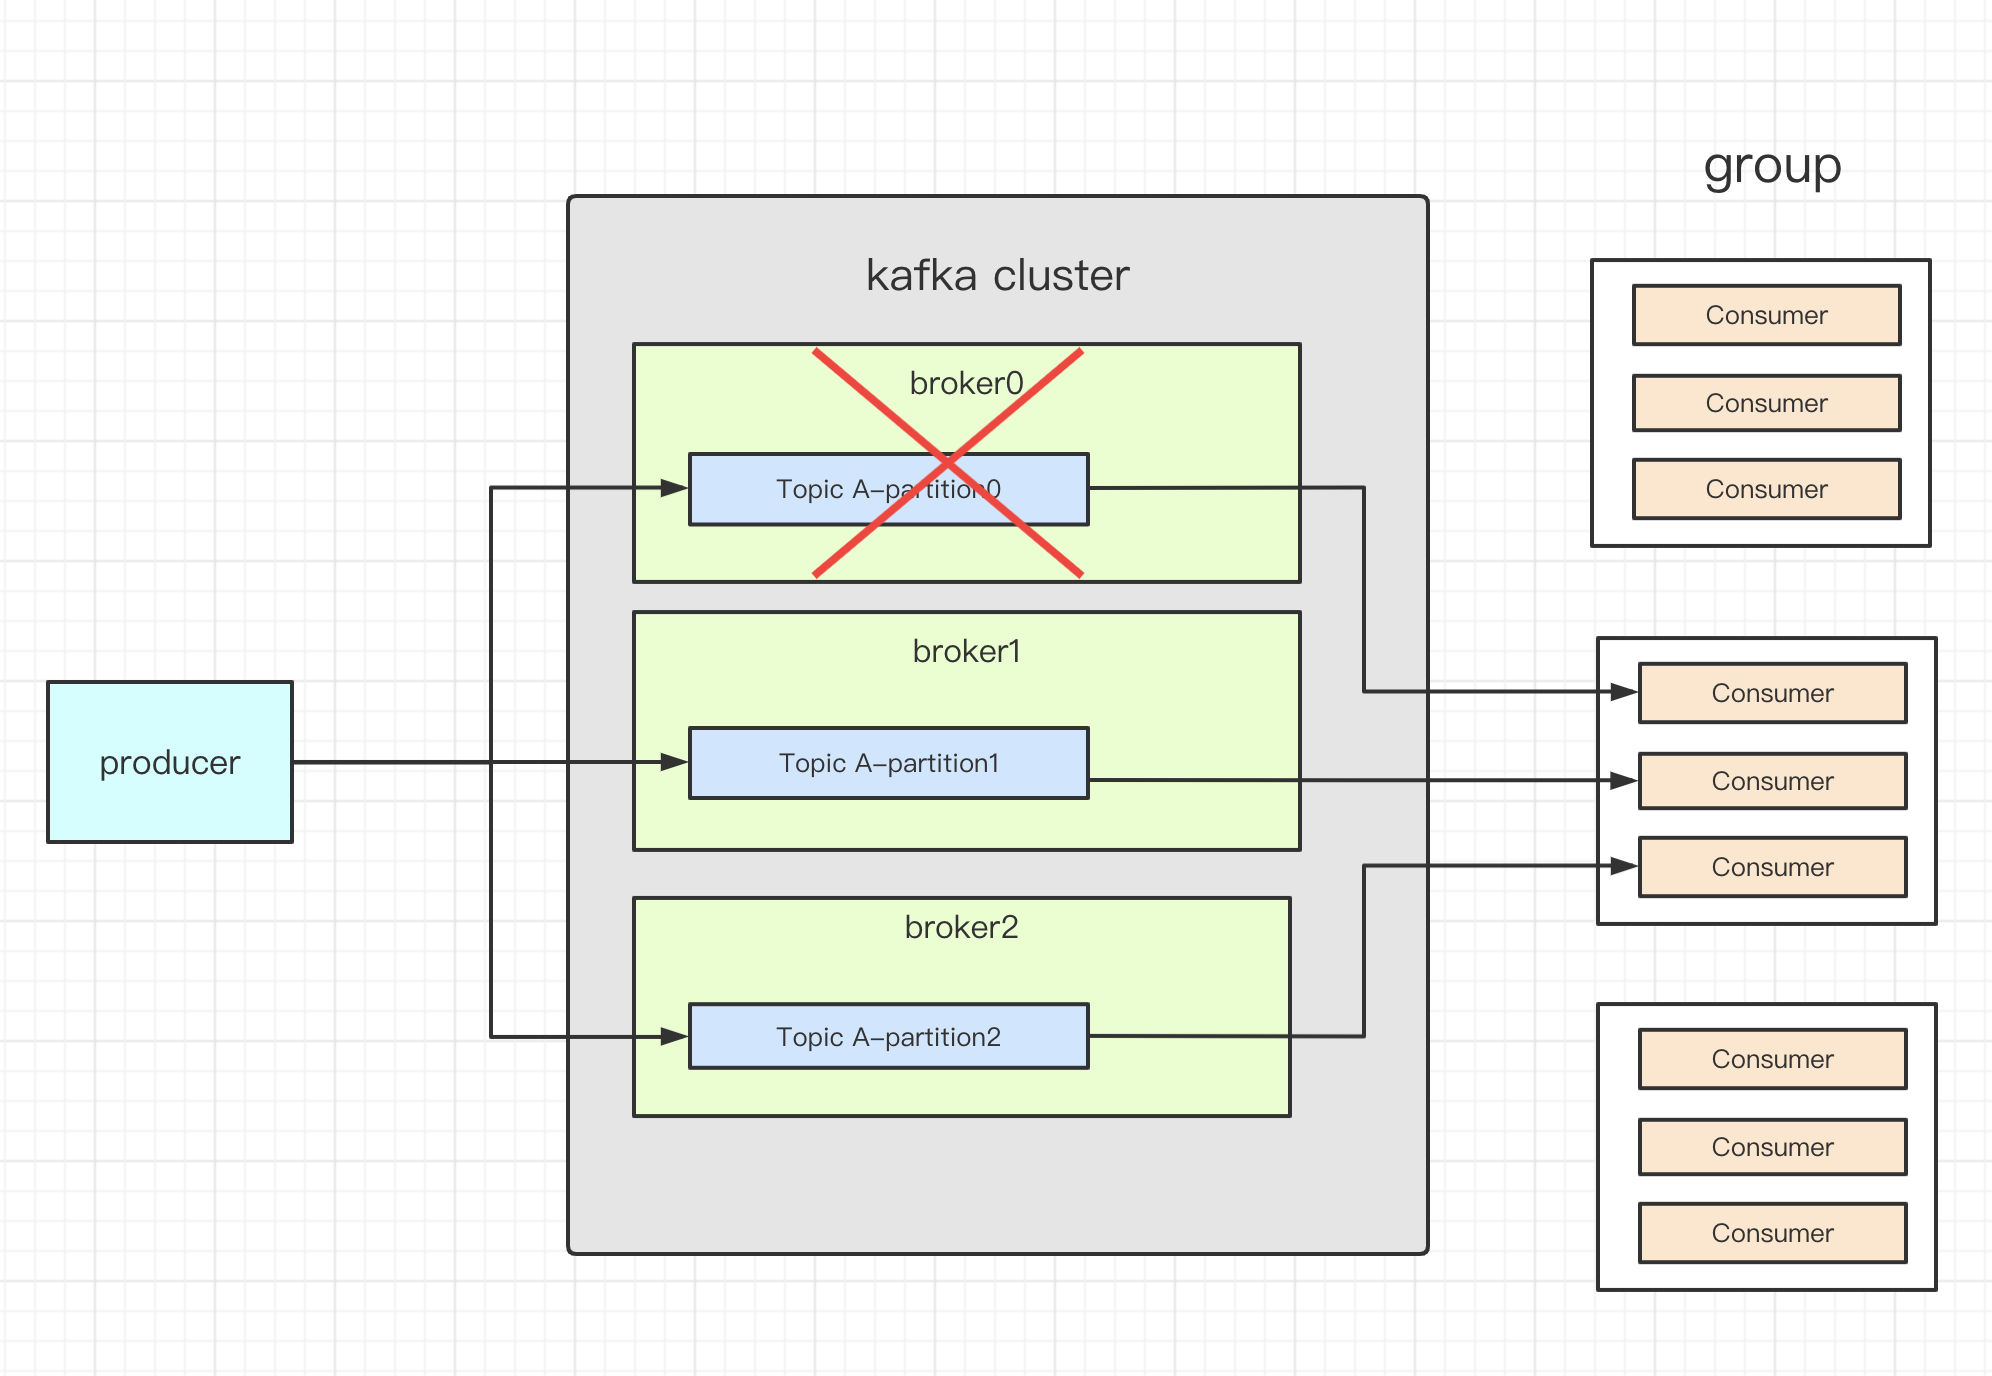 group
kafka cluster
broker0
Topic A-partition0
broker1
Topic A-partition1
broker2
Topic A-partition2
producer
Consumer
Consumer
Consumer
Consumer
Consumer
Consumer
Consumer
Consumer
Consumer